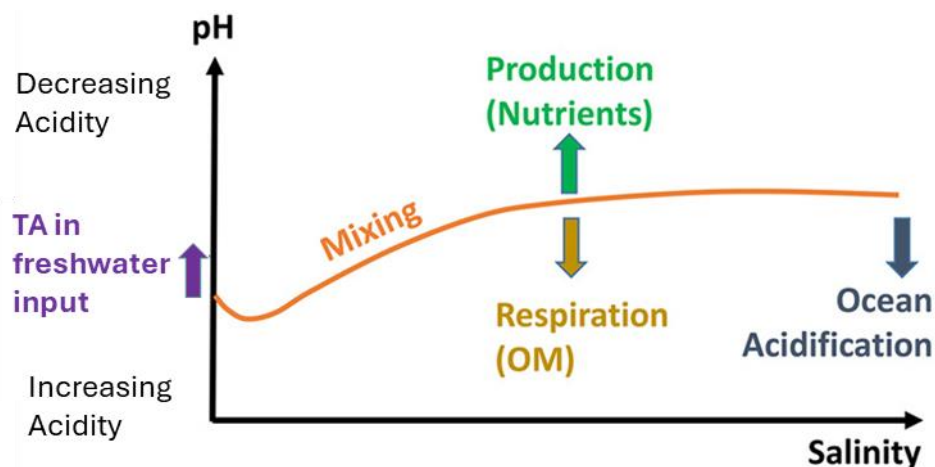 pH
Decreasing
Acidity
Production
(Nutrients)
TA in
freshwater
input
Mixing
Respiration
(OM)
Ocean
Acidification
Increasing
Acidity
Salinity